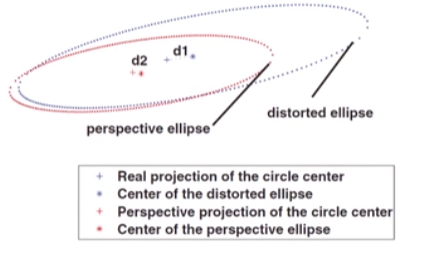 d1
d2
distorted ellipse
perspective ellipse
+ Real projection of the circle center
* Center of the distorted ellipse
+ Perspective projection of the circle center
* Center of the perspective ellipse